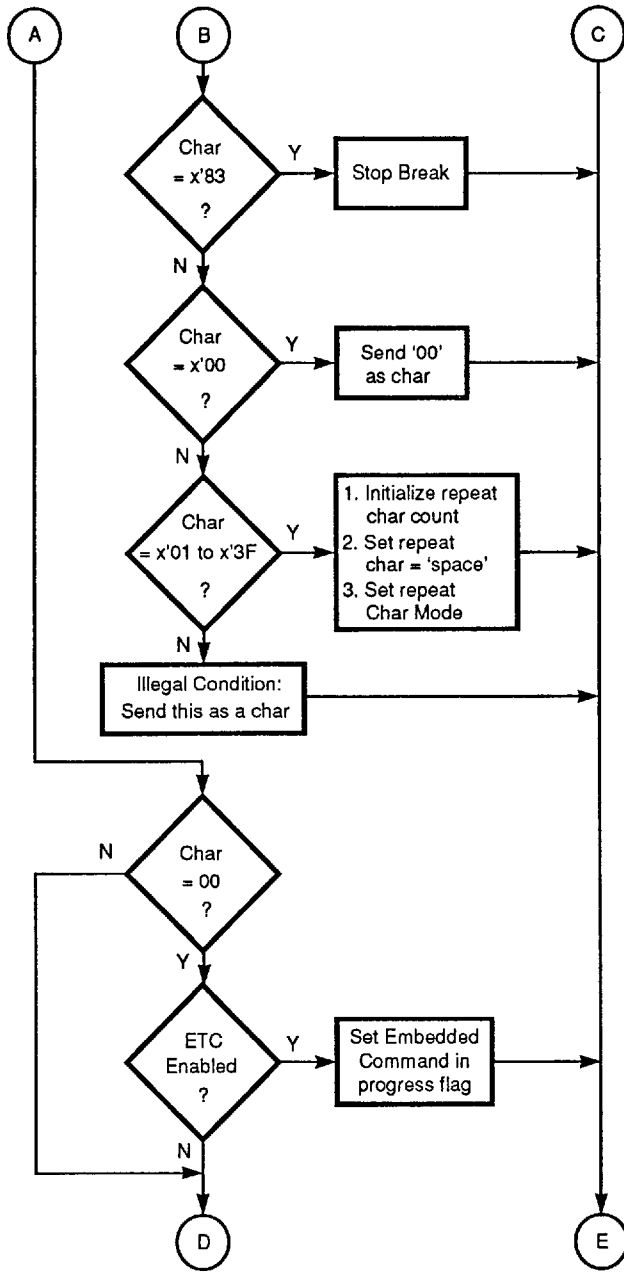 A
B
C
Char
= x'83
?
Y
Stop Break
N
Char
= x'00
?
Y
Send '00'
as char
N
Char
= x'01 to x'3F
?
Y
1. Initialize repeat
char count
2. Set repeat
char = 'space'
3. Set repeat
Char Mode
N
Illegal Condition:
Send this as a char
N
Char
= 00
?
Y
ETC
Enabled
?
Y
Set Embedded
Command in
progress flag
N
D
E